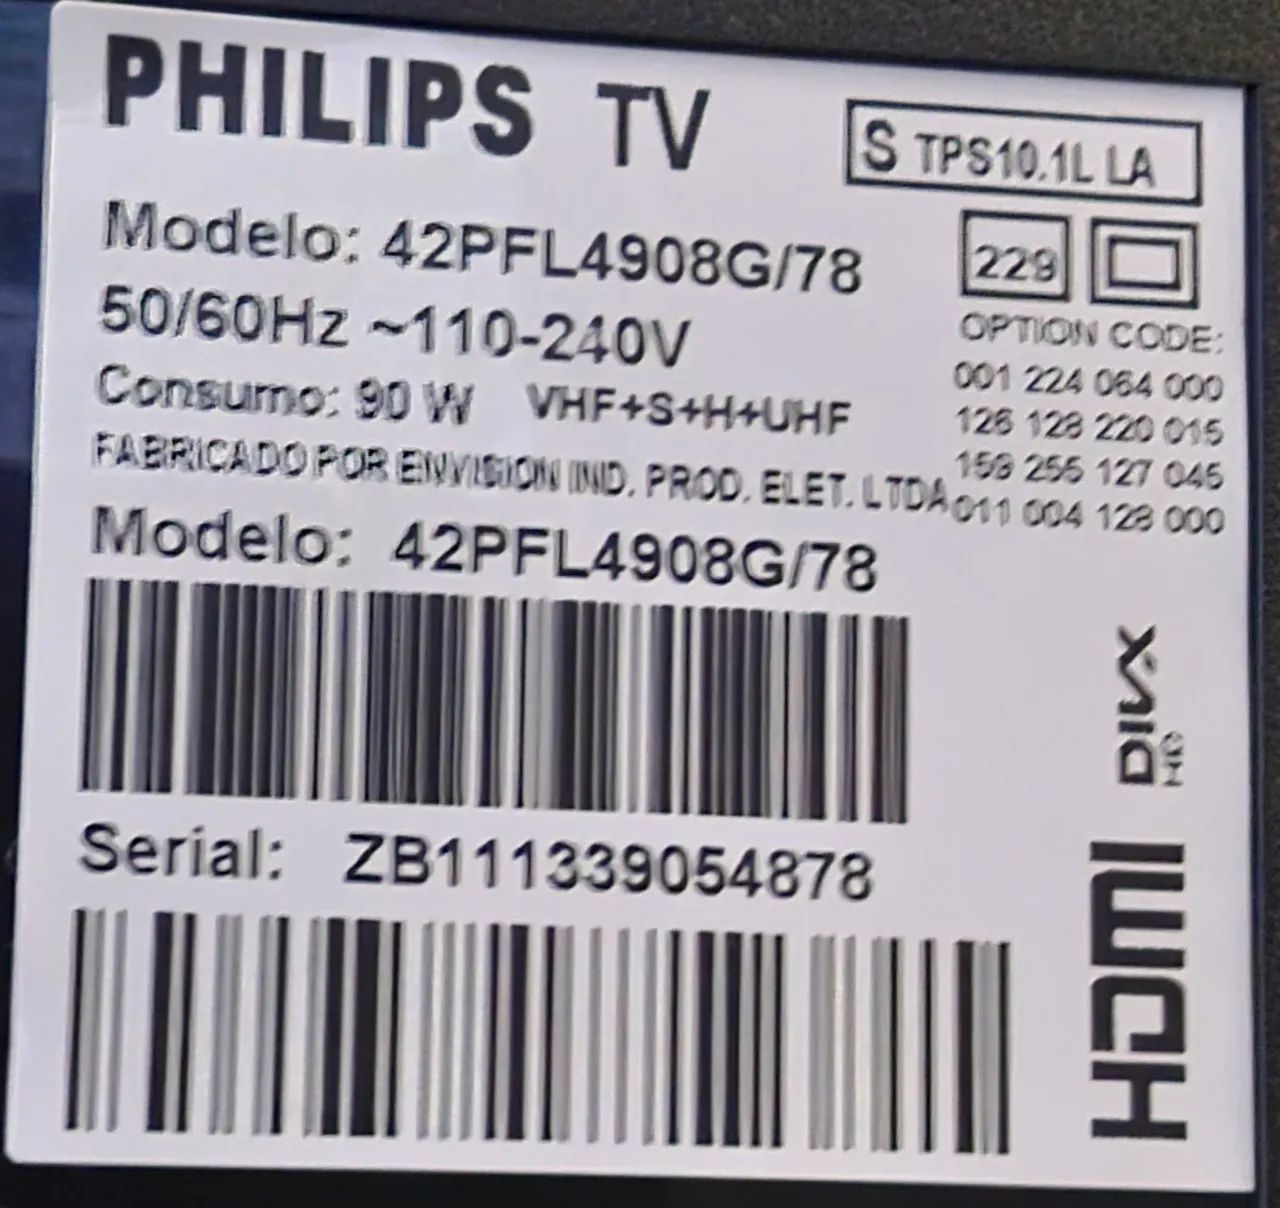 PHILIPS TV
S TPS10.1L LA
Modelo: 42PFL4908G/78
229
50/60Hz ~110-240V
Consumo: 90 W VHF+S+H+UHF
FABRICADO POR ENVISION IND. PROD. ELET. LTDA
OPTION CODE:
001 224 064 000
126 128 220 015
159 255 127 045
011 004 128 000
Modelo: 42PFL4908G/78
DIVX
HD
Serial: ZB111339054878
HDMI